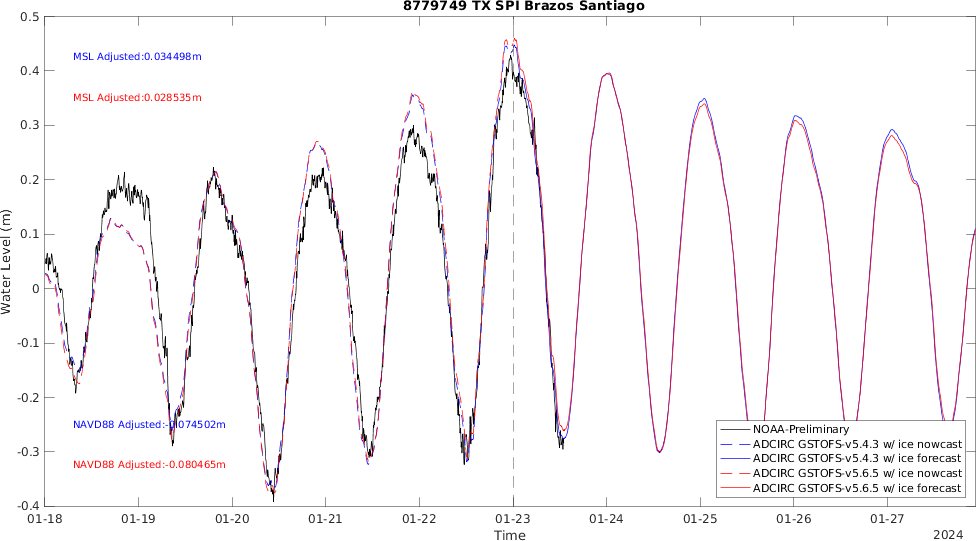 8779749 TX SPI Brazos Santiago
0.5
0.4
0.3
0.2
0.1
0
-0.1
-0.2
-0.3
-0.4
Water Level (m)
MSL Adjusted:0.034498m
MSL Adjusted:0.028535m
NAVD88 Adjusted:-0.074502m
NAVD88 Adjusted:-0.080465m
NOAA-Preliminary
ADCIRC GSTOFS-v5.4.3 w/ ice nowcast
ADCIRC GSTOFS-v5.4.3 w/ ice forecast
ADCIRC GSTOFS-v5.6.5 w/ ice nowcast
ADCIRC GSTOFS-v5.6.5 w/ ice forecast
01-18 01-19 01-20 01-21 01-22 01-23 01-24 01-25 01-26 01-27
Time
2024